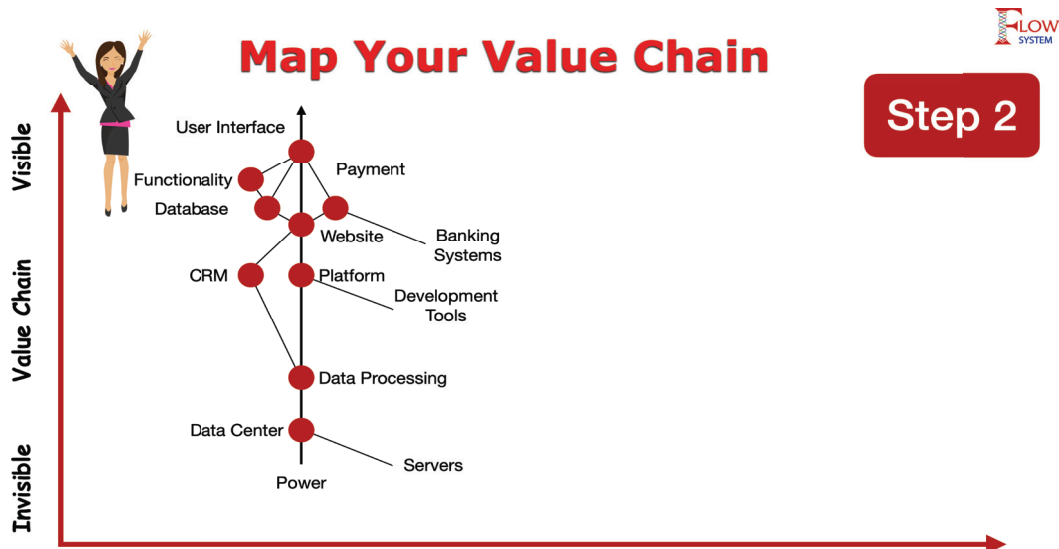 FLOW
SYSTEM
Map Your Value Chain
Step 2
Visible
Value Chain
Invisible
User Interface
Payment
Functionality
Database
Website
Banking
Systems
CRM
Platform
Development
Tools
Data Processing
Data Center
Servers
Power